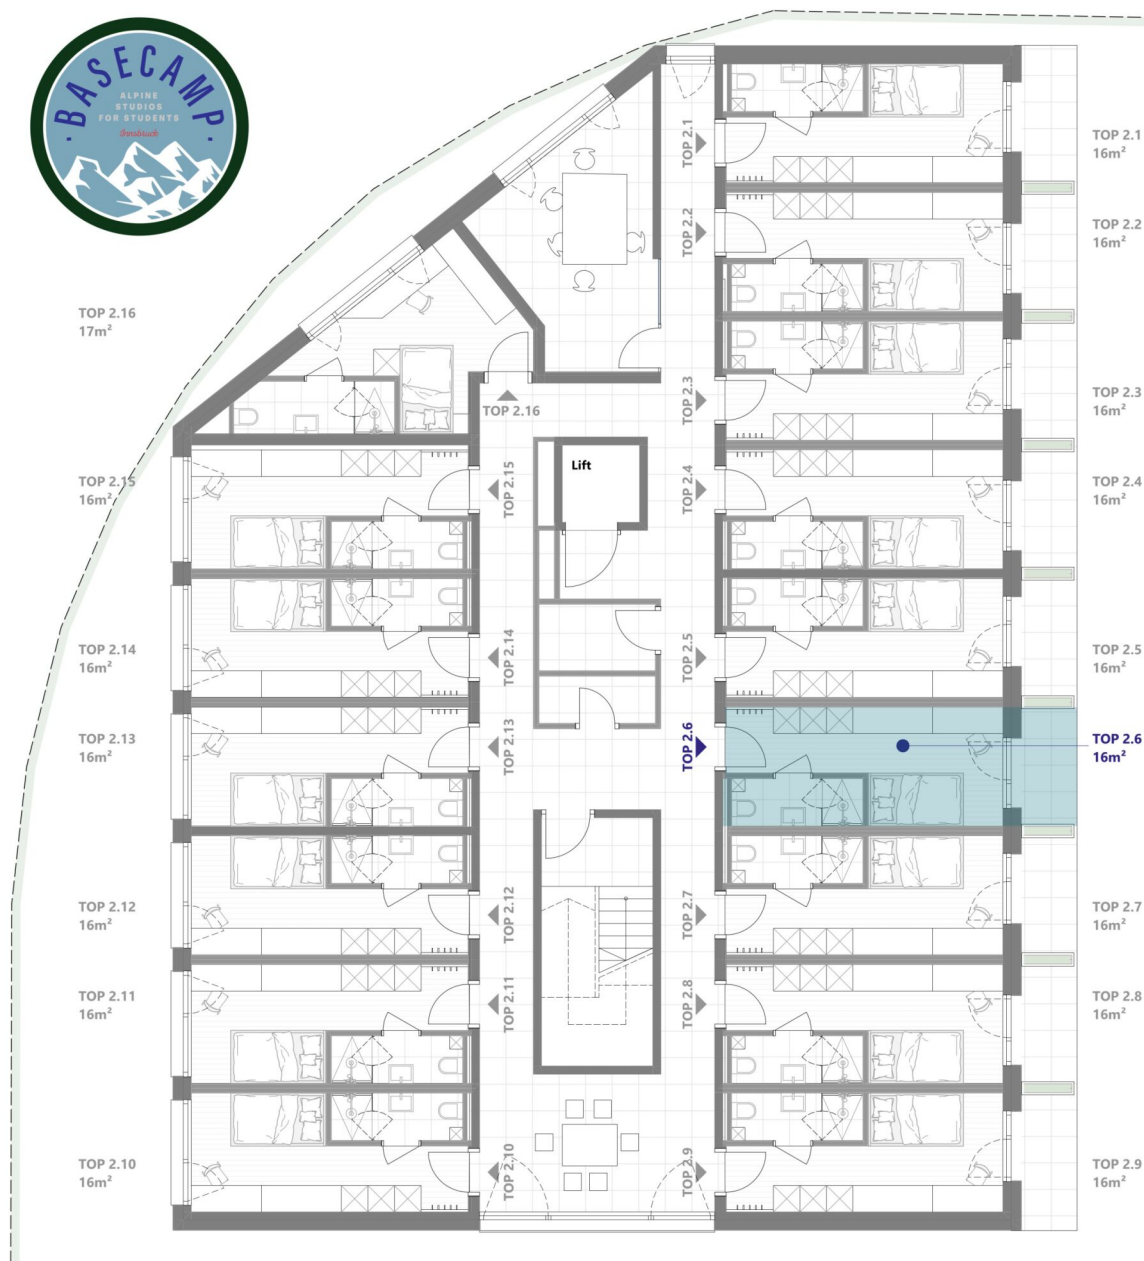 BASECAMP
ALPINE
STUDIOS
FOR STUDENTS
Innsbruck
TOP 2.1
TOP 2.1
16m²
TOP 2.2
TOP 2.2
16m²
TOP 2.16
17m²
TOP 2.16
TOP 2.3
TOP 2.3
16m²
Lift
TOP 2.15
16m²
TOP 2.15
TOP 2.4
TOP 2.4
16m²
TOP 2.14
16m²
TOP 2.14
TOP 2.5
TOP 2.5
16m²
TOP 2.13
16m²
TOP 2.13
TOP 2.6
TOP 2.6
16m²
TOP 2.12
16m²
TOP 2.12
TOP 2.7
TOP 2.7
16m²
TOP 2.11
16m²
TOP 2.11
TOP 2.8
TOP 2.8
16m²
TOP 2.10
16m²
TOP 2.10
TOP 2.9
TOP 2.9
16m²